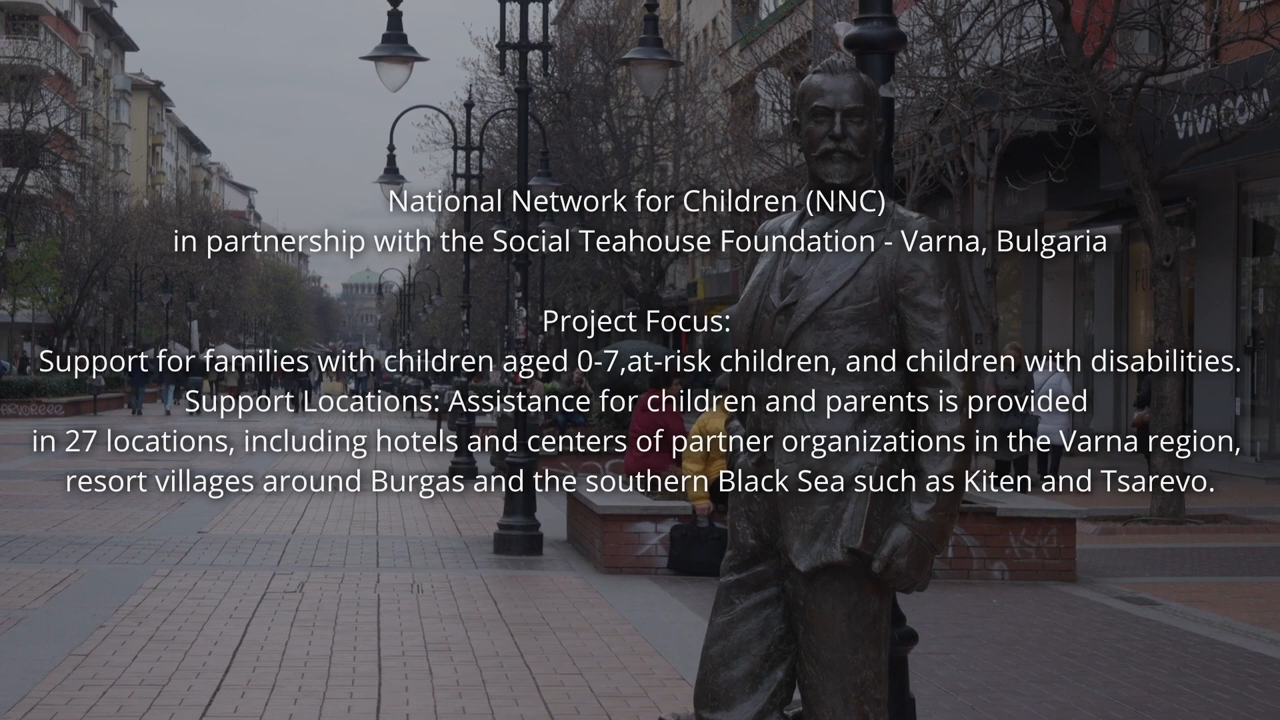 VIVACOM
National Network for Children (NNC)
in partnership with the Social Teahouse Foundation - Varna, Bulgaria
Project Focus:
Support for families with children aged 0-7,at-risk children, and children with disabilities.
Support Locations: Assistance for children and parents is provided
in 27 locations, including hotels and centers of partner organizations in the Varna region,
resort villages around Burgas and the southern Black Sea such as Kiten and Tsarevo.